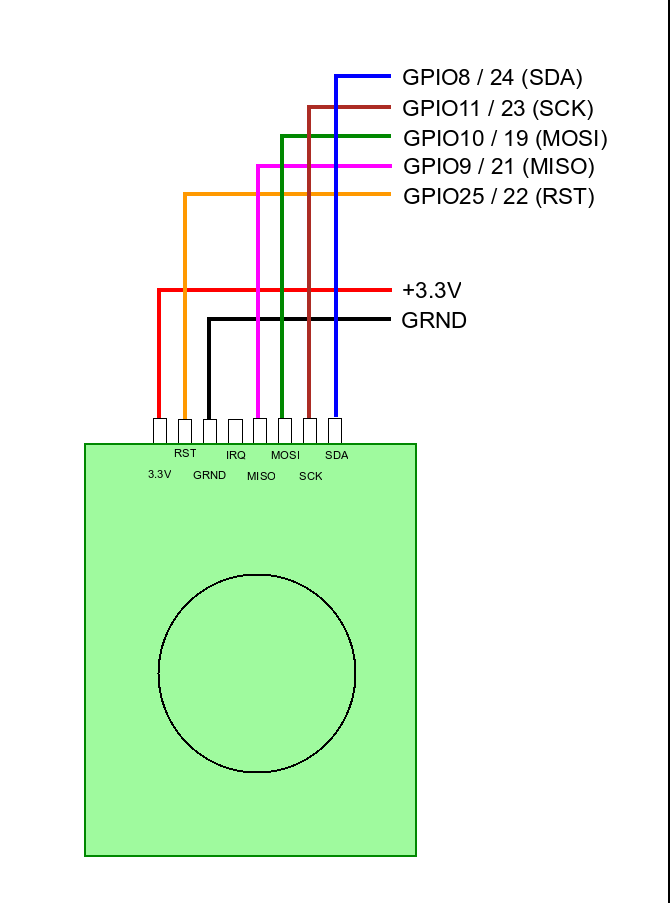 GPIO8 / 24 (SDA)
GPIO11 / 23 (SCK)
GPIO10 / 19 (MOSI)
GPIO9 / 21 (MISO)
GPIO25 / 22 (RST)
+3.3V
GRND
RST IRQ MOSI SDA
3.3V GRND MISO SCK